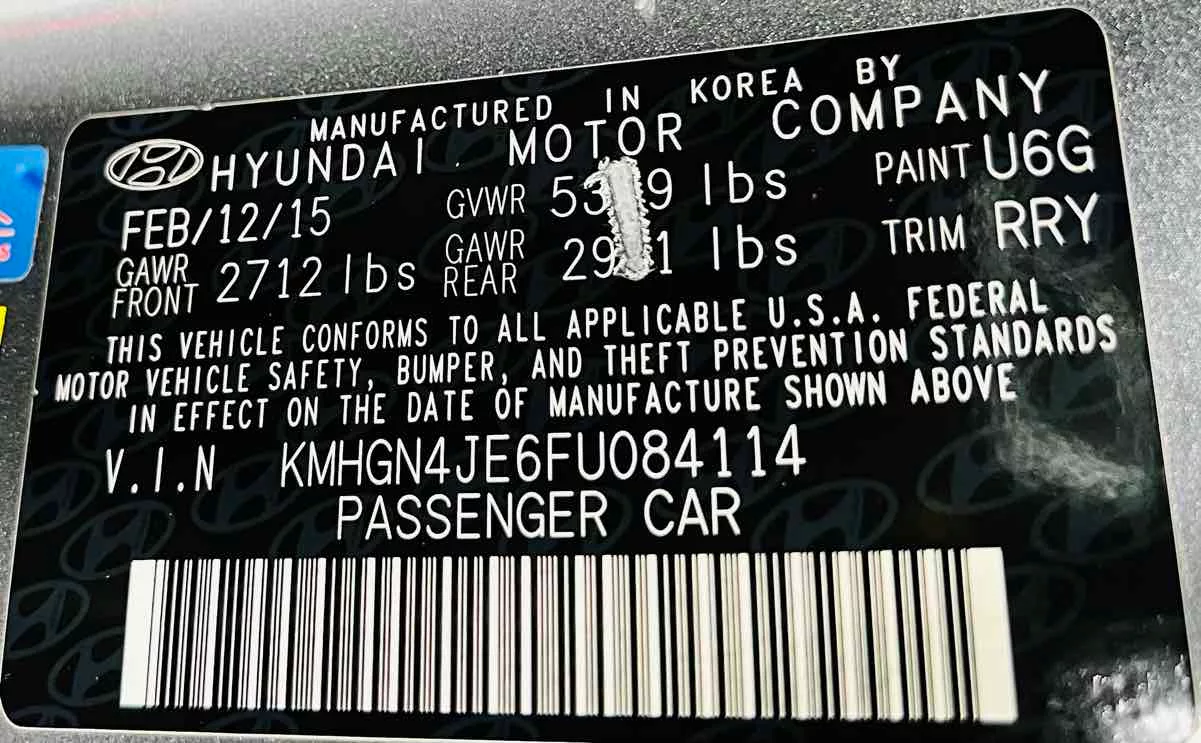 MANUFACTURED IN KOREA BY
HYUNDAI MOTOR COMPANY
FEB/12/15 GVWR lbs PAINT U6G
GAWR FRONT 2712 lbs GAWR REAR lbs TRIM RRY
THIS VEHICLE CONFORMS TO ALL APPLICABLE U.S.A. FEDERAL
MOTOR VEHICLE SAFETY, BUMPER, AND THEFT PREVENTION STANDARDS
IN EFFECT ON THE DATE OF MANUFACTURE SHOWN ABOVE
V.I.N KMHGN4JE6FU084114
PASSENGER CAR